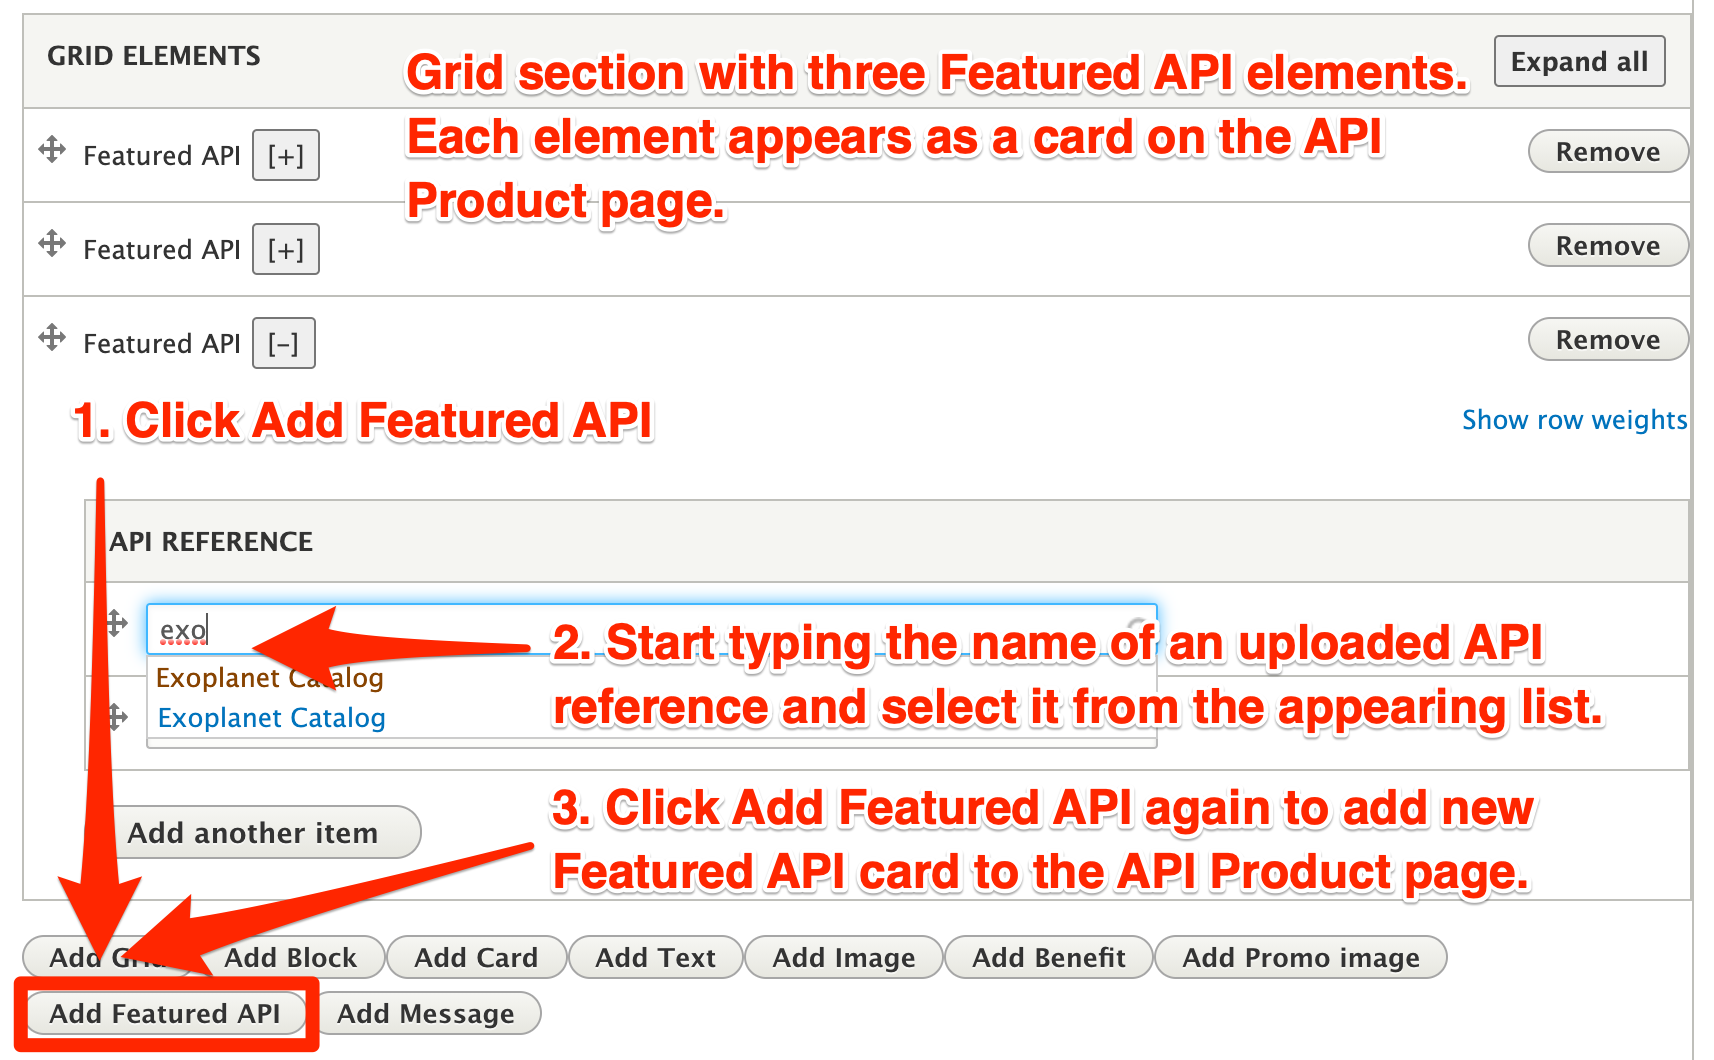 GRID ELEMENTS
Expand all
Grid section with three Featured API elements.
Each element appears as a card on the API
Product page.
Featured API [+]
Remove
Featured API [+]
Remove
Featured API [–]
Remove
1. Click Add Featured API
Show row weights
API REFERENCE
exo
2. Start typing the name of an uploaded API
reference and select it from the appearing list.
Exoplanet Catalog
Exoplanet Catalog
3. Click Add Featured API again to add new
Featured API card to the API Product page.
Add another item
Add Grid Add Block Add Card Add Text Add Image Add Benefit Add Promo image
Add Featured API Add Message